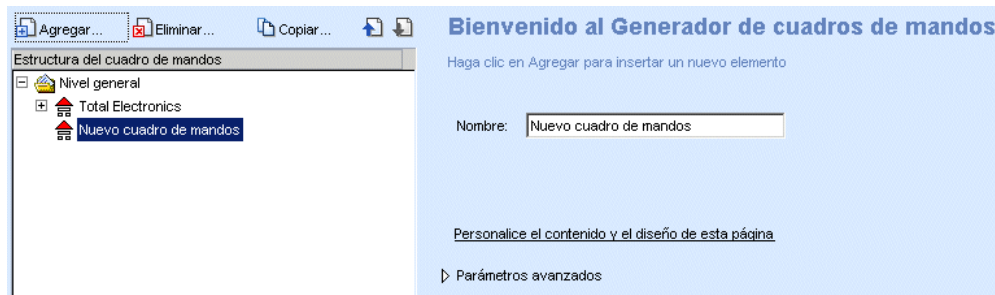 Agregar... Eliminar... Copiar...
Estructura del cuadro de mandos
Nivel general
Total Electronics
Nuevo cuadro de mandos
Bienvenido al Generador de cuadros de mandos
Haga clic en Agregar para insertar un nuevo elemento
Nombre: Nuevo cuadro de mandos
Personalice el contenido y el diseño de esta página
Parámetros avanzados